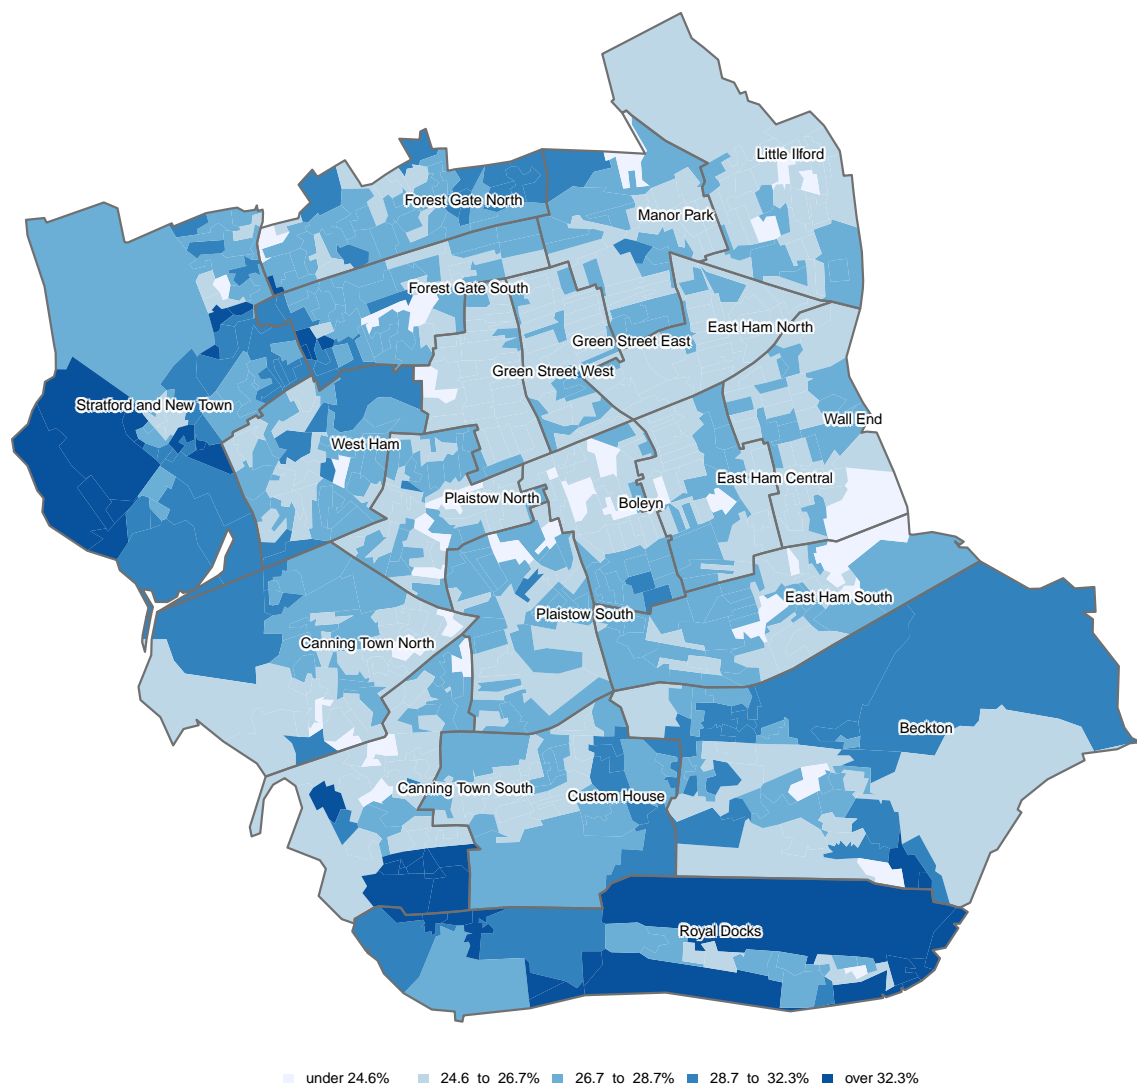 Little Ilford
Forest Gate North
Manor Park
Forest Gate South
East Ham North
Green Street East
Green Street West
Stratford and New Town
Wall End
West Ham
East Ham Central
Plaistow North
Boleyn
East Ham South
Plaistow South
Canning Town North
Beckton
Canning Town South
Custom House
Royal Docks
under 24.6% 24.6 to 26.7% 26.7 to 28.7% 28.7 to 32.3% over 32.3%